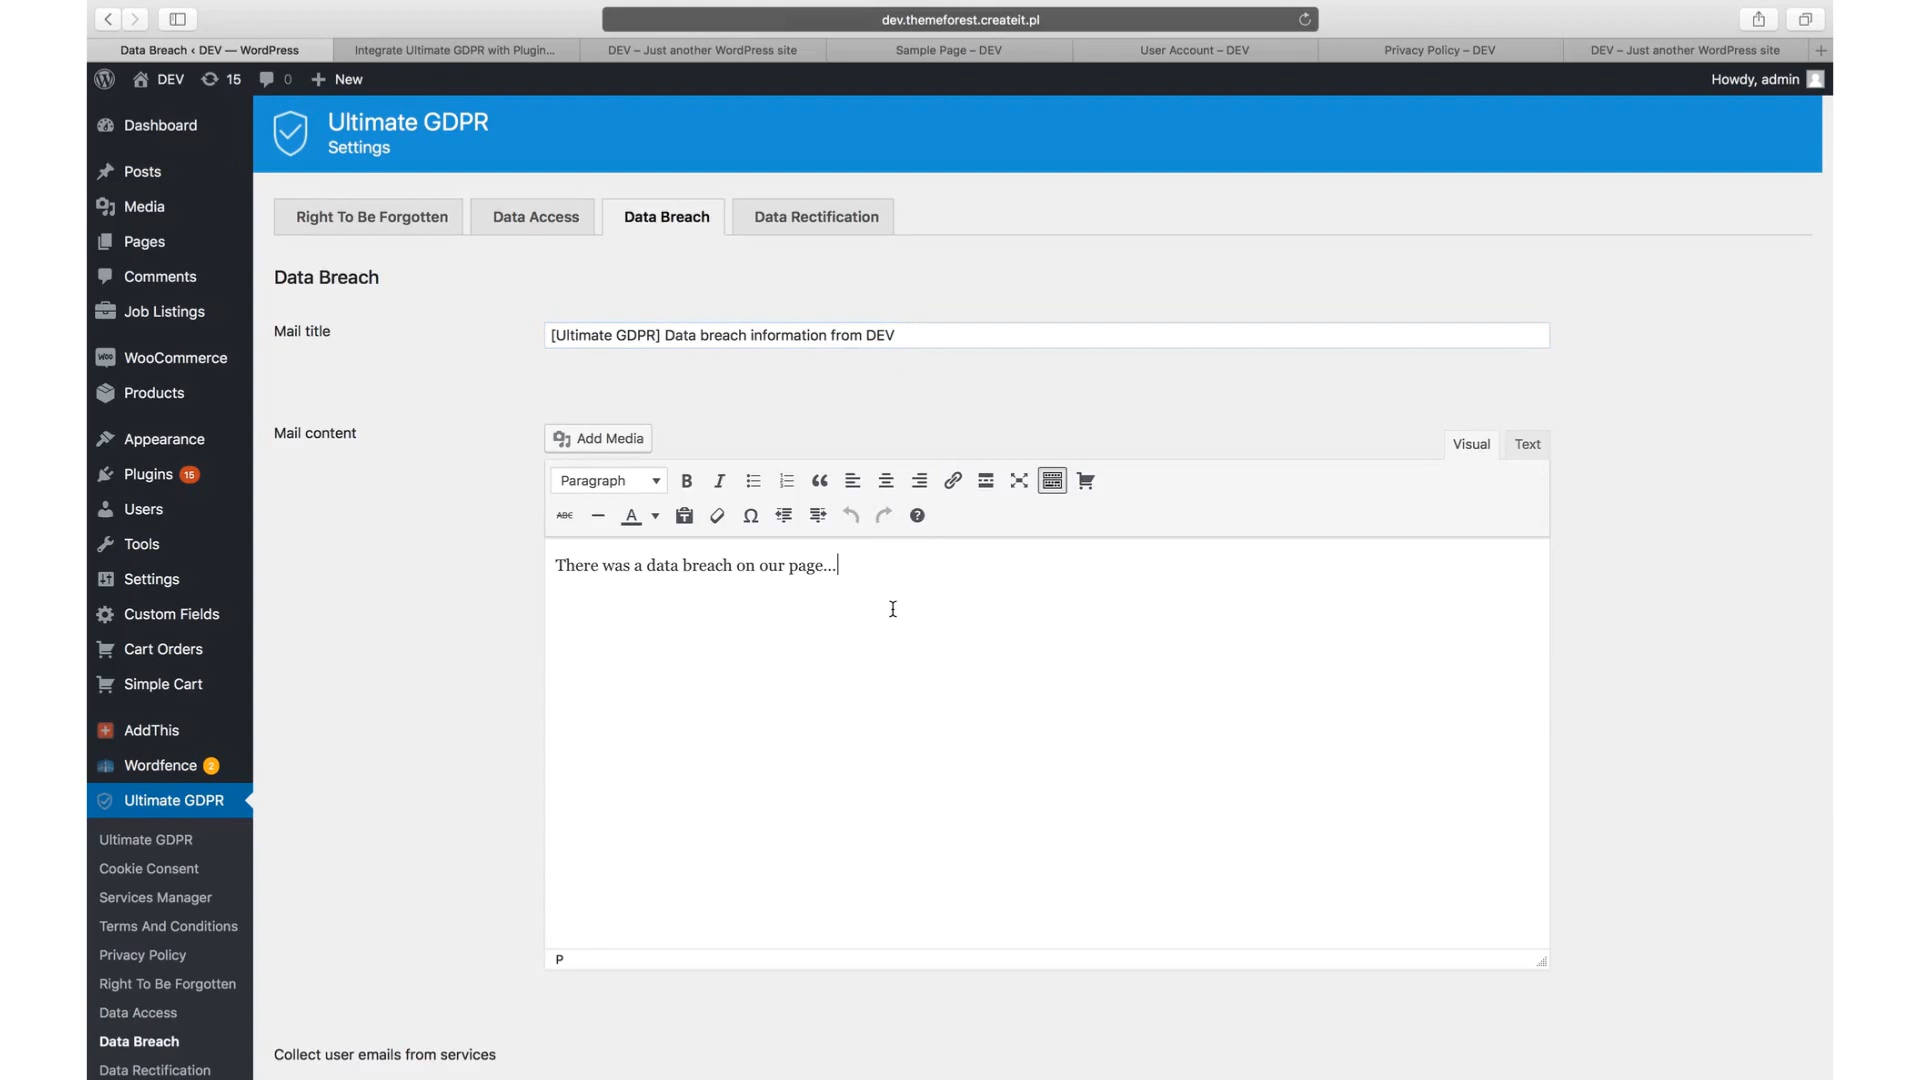 dev.themeforest.createit.pl
Data Breach ‹ DEV — WordPress
Integrate Ultimate GDPR with Plugin...
DEV – Just another WordPress site
Sample Page – DEV
User Account – DEV
Privacy Policy – DEV
DEV – Just another WordPress site
DEV
15
0
New
Howdy, admin
Dashboard
Posts
Media
Pages
Comments
Job Listings
WooCommerce
Products
Appearance
Plugins 15
Users
Tools
Settings
Custom Fields
Cart Orders
Simple Cart
AddThis
Wordfence 2
Ultimate GDPR
Ultimate GDPR
Cookie Consent
Services Manager
Terms And Conditions
Privacy Policy
Right To Be Forgotten
Data Access
Data Breach
Data Rectification
Ultimate GDPR
Settings
Right To Be Forgotten
Data Access
Data Breach
Data Rectification
Data Breach
Mail title
[Ultimate GDPR] Data breach information from DEV
Mail content
Add Media
Visual
Text
Paragraph
B
I
ABC
A
Ω
There was a data breach on our page...
P
Collect user emails from services